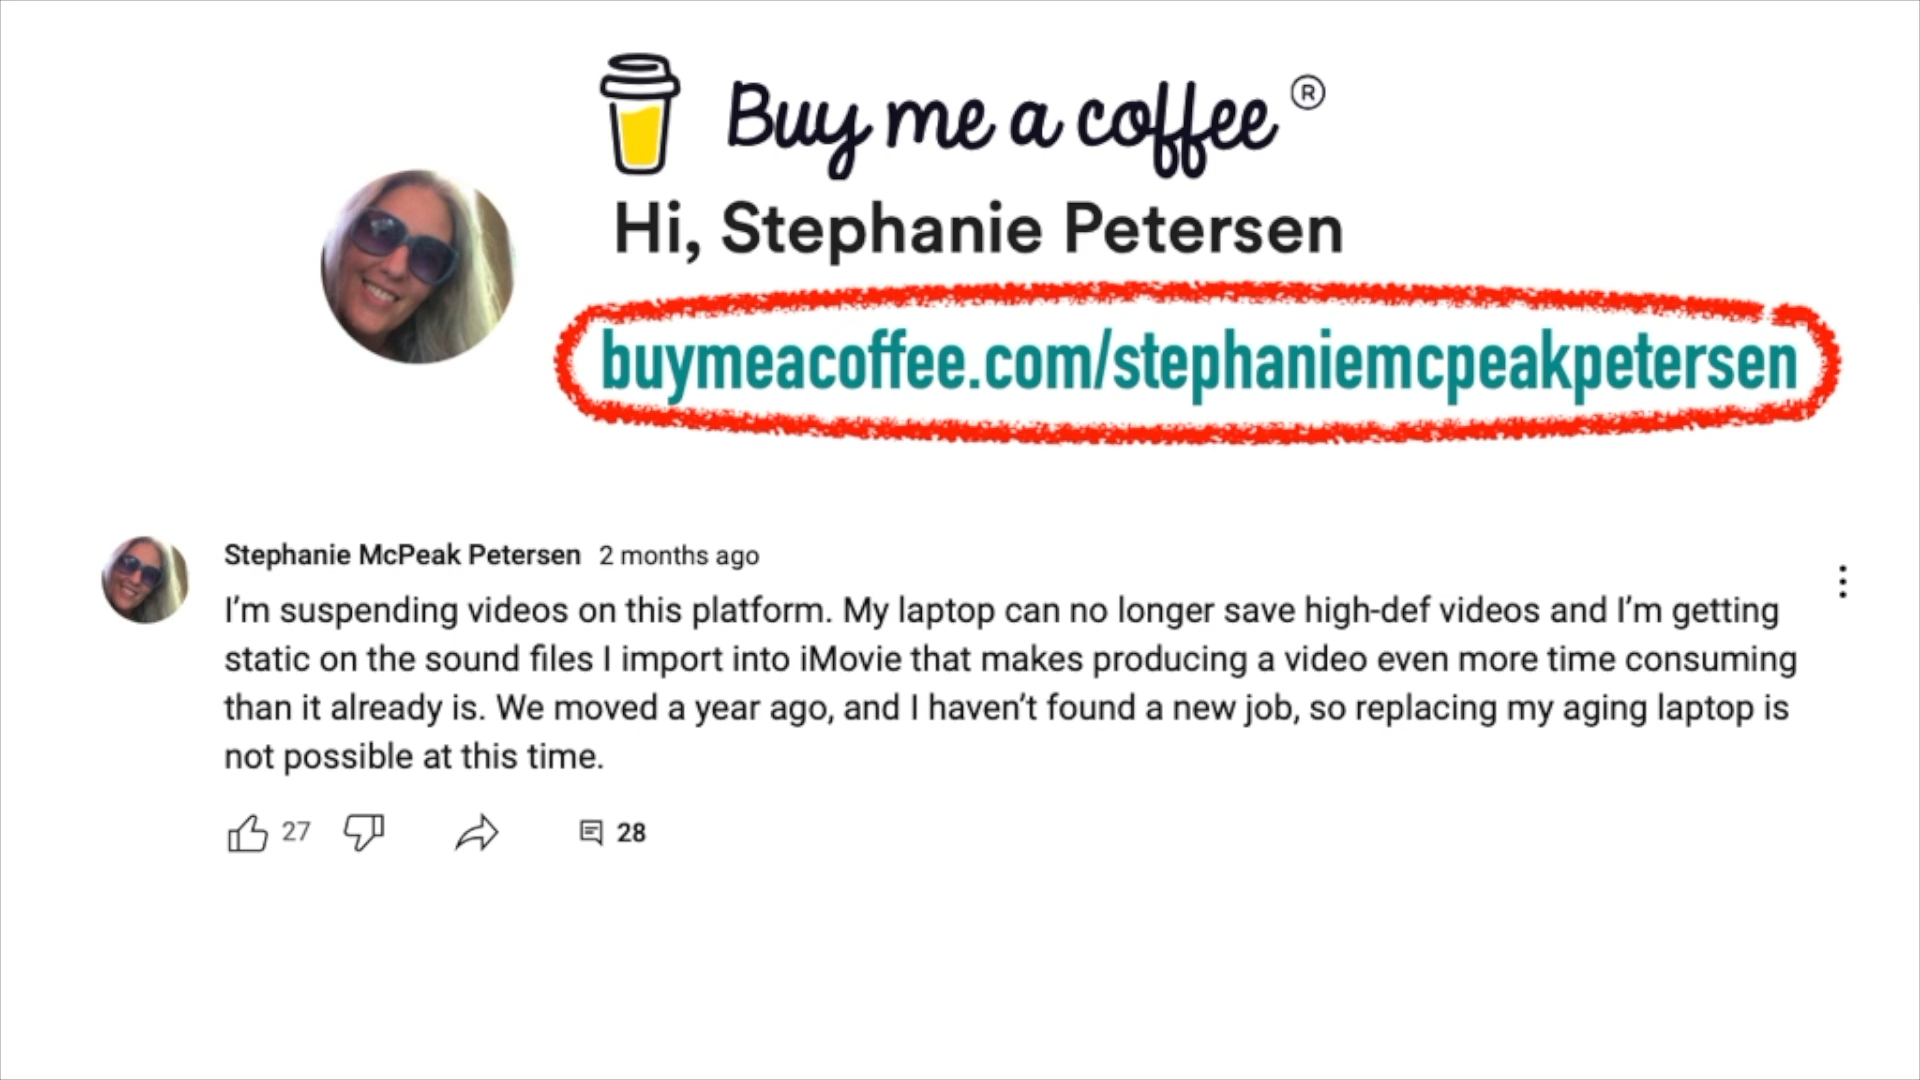 Buy me a coffee ®
Hi, Stephanie Petersen
buymeacoffee.com/stephaniemcpeakpetersen
Stephanie McPeak Petersen 2 months ago
I’m suspending videos on this platform. My laptop can no longer save high-def videos and I’m getting
static on the sound files I import into iMovie that makes producing a video even more time consuming
than it already is. We moved a year ago, and I haven’t found a new job, so replacing my aging laptop is
not possible at this time.
27 28